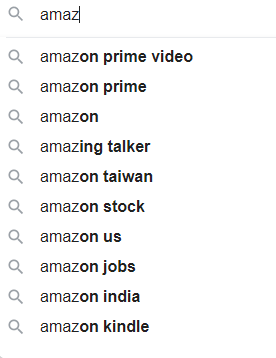 amaz
amazon prime video
amazon prime
amazon
amazing talker
amazon taiwan
amazon stock
amazon us
amazon jobs
amazon india
amazon kindle